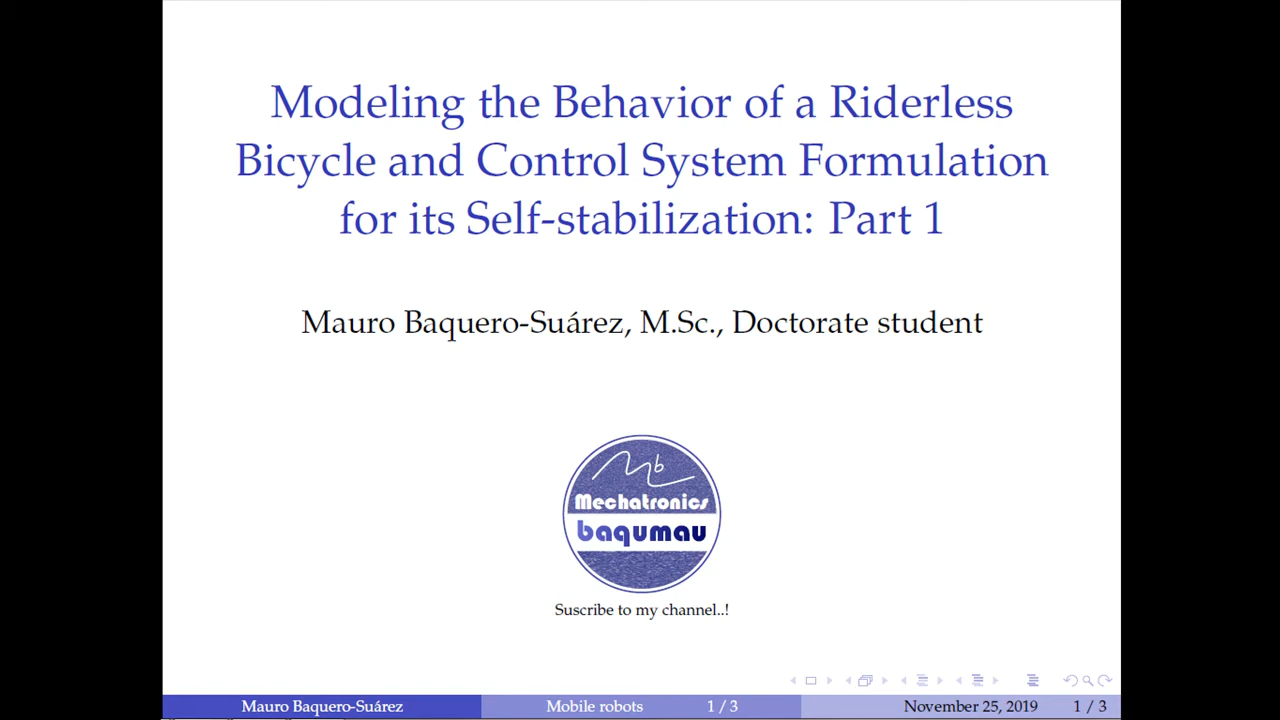 Modeling the Behavior of a Riderless
Bicycle and Control System Formulation
for its Self-stabilization: Part 1
Mauro Baquero-Suárez, M.Sc., Doctorate student
Mb
Mechatronics
baqumau
Suscribe to my channel..!
Mauro Baquero-Suárez Mobile robots 1 / 3 November 25, 2019 1 / 3